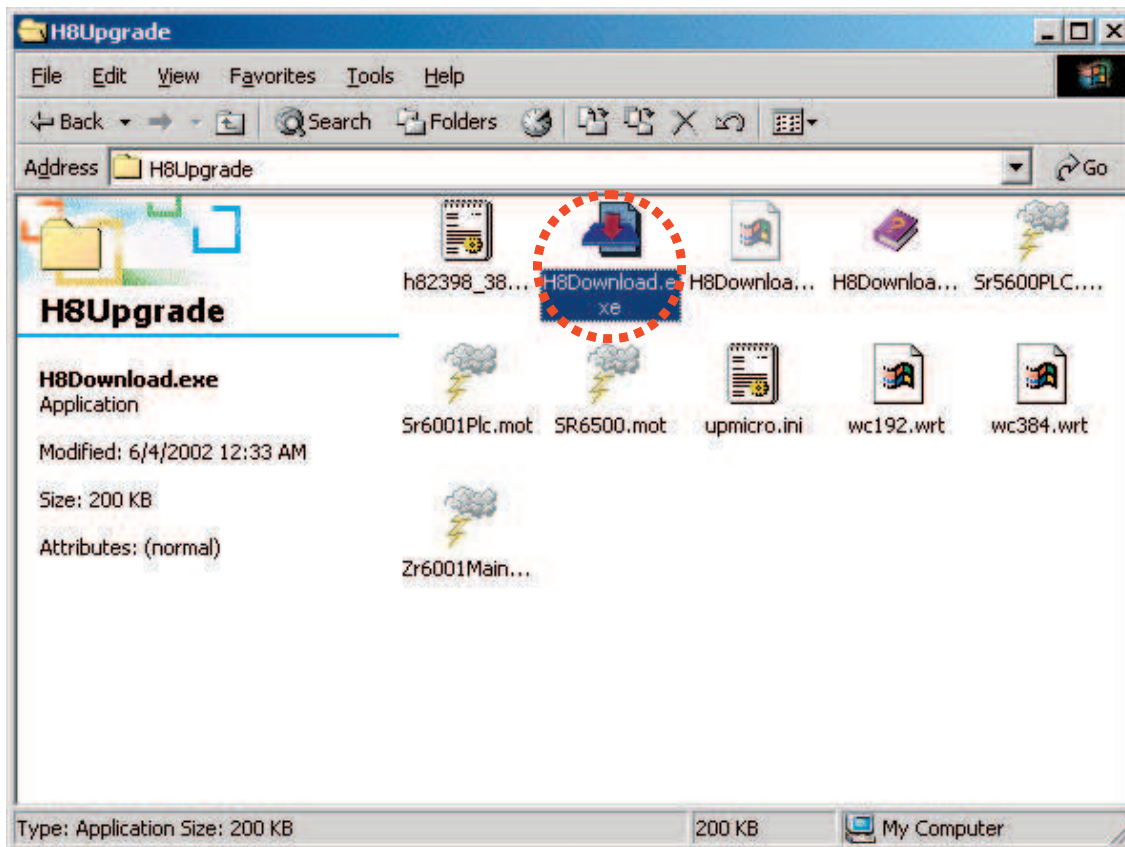 H8Upgrade
File Edit View Favorites Tools Help
Back Search Folders
Address H8Upgrade Go
h82398_38... H8Download.e
xe H8Downloa... H8Downloa... Sr5600PLC....
H8Upgrade
H8Download.exe
Application
Modified: 6/4/2002 12:33 AM
Size: 200 KB
Attributes: (normal)
Sr6001Plc.mot SR6500.mot upmicro.ini wc192.wrt wc384.wrt
Zr6001Main...
Type: Application Size: 200 KB 200 KB My Computer